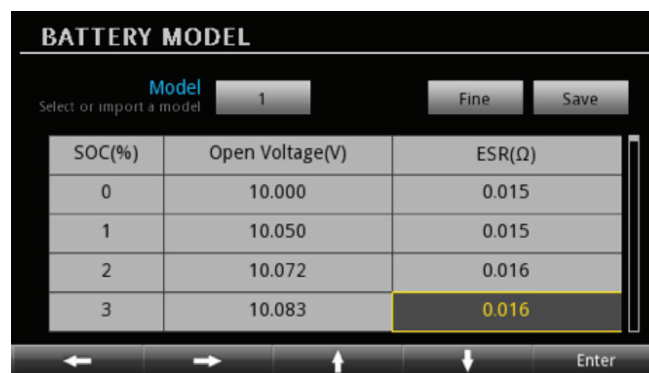 BATTERY MODEL
Model
Select or import a model
1
Fine
Save
SOC(%) Open Voltage(V) ESR(Ω)
0 10.000 0.015
1 10.050 0.015
2 10.072 0.016
3 10.083 0.016
Enter